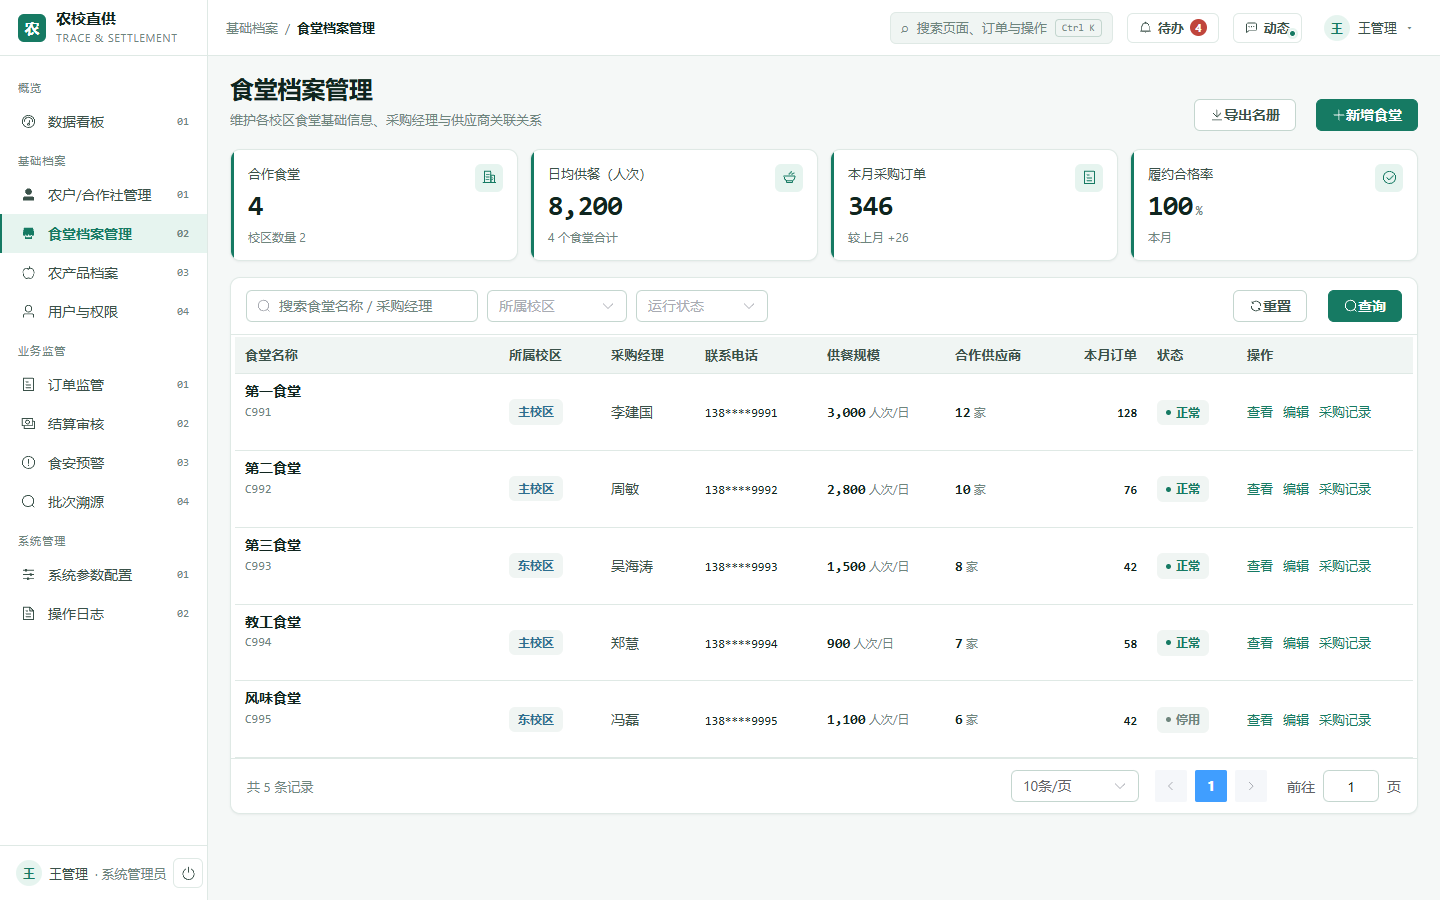 农
农校直供
TRACE & SETTLEMENT
基础档案 / 食堂档案管理
搜索页面、订单与操作 Ctrl K
待办 4
动态
王 王管理
概览
数据看板 01
基础档案
农户/合作社管理 01
食堂档案管理 02
农产品档案 03
用户与权限 04
业务监管
订单监管 01
结算审核 02
食安预警 03
批次溯源 04
系统管理
系统参数配置 01
操作日志 02
王 王管理 · 系统管理员
食堂档案管理
维护各校区食堂基础信息、采购经理与供应商关联关系
导出名册
新增食堂
合作食堂
4
校区数量 2
日均供餐（人次）
8,200
4 个食堂合计
本月采购订单
346
较上月 +26
履约合格率
100%
本月
搜索食堂名称 / 采购经理 所属校区 运行状态 重置 查询
食堂名称 所属校区 采购经理 联系电话 供餐规模 合作供应商 本月订单 状态 操作
第一食堂
C991 主校区 李建国 138****9991 3,000 人次/日 12 家 128 正常 查看 编辑 采购记录
第二食堂
C992 主校区 周敏 138****9992 2,800 人次/日 10 家 76 正常 查看 编辑 采购记录
第三食堂
C993 东校区 吴海涛 138****9993 1,500 人次/日 8 家 42 正常 查看 编辑 采购记录
教工食堂
C994 主校区 郑慧 138****9994 900 人次/日 7 家 58 正常 查看 编辑 采购记录
风味食堂
C995 东校区 冯磊 138****9995 1,100 人次/日 6 家 42 停用 查看 编辑 采购记录
共 5 条记录 10条/页 1 前往 1 页